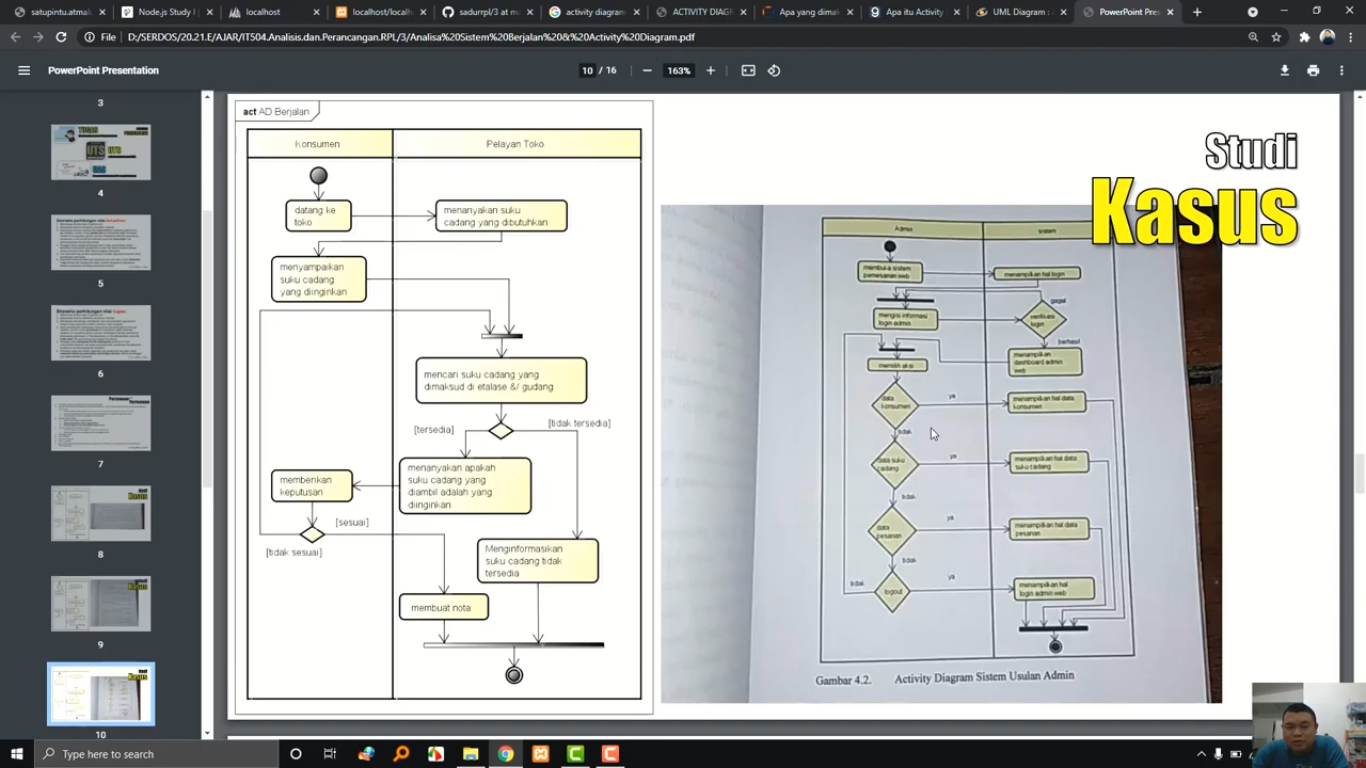 satupintu.atmalu
Node.js Study |
localhost
localhost/localh
sadurrpl/3 at m
activity diagram
ACTIVITY DIAGR
Apa yang dimak
Apa itu Activity
UML Diagram :
PowerPoint Pres
File
D:/SERDOS/20.21.E/AJAR/IT504.Analisis.dan.Perancangan.RPL/3/Analisa%20Sistem%20Berjalan%20&%20Activity%20Diagram.pdf
PowerPoint Presentation
10 / 16
163%
3
4
5
6
7
8
9
10
act AD Berjalan
Konsumen
Pelayan Toko
datang ke
toko
menanyakan suku
cadang yang dibutuhkan
menyampaikan
suku cadang
yang diinginkan
mencari suku cadang yang
dimaksud di etalase &/ gudang
[tersedia]
[tidak tersedia]
menanyakan apakah
suku cadang yang
diambil adalah yang
diinginkan
memberikan
keputusan
[sesuai]
[tidak sesuai]
Menginformasikan
suku cadang tidak
tersedia
membuat nota
Studi
Kasus
Admin
Sistem
membuka sistem
pemesanan web
menampilkan hal login
mengisi informasi
login admin
verifikasi
login
gagal
berhasil
menampilkan
dashboard admin
web
memilih aksi
data
konsumen
ya
menampilkan hal data
konsumen
tidak
data suku
cadang
ya
menampilkan hal data
suku cadang
tidak
data
pesanan
ya
menampilkan hal data
pesanan
tidak
tidak
logout
ya
menampilkan hal
login admin web
Gambar 4.2. Activity Diagram Sistem Usulan Admin
Type here to search